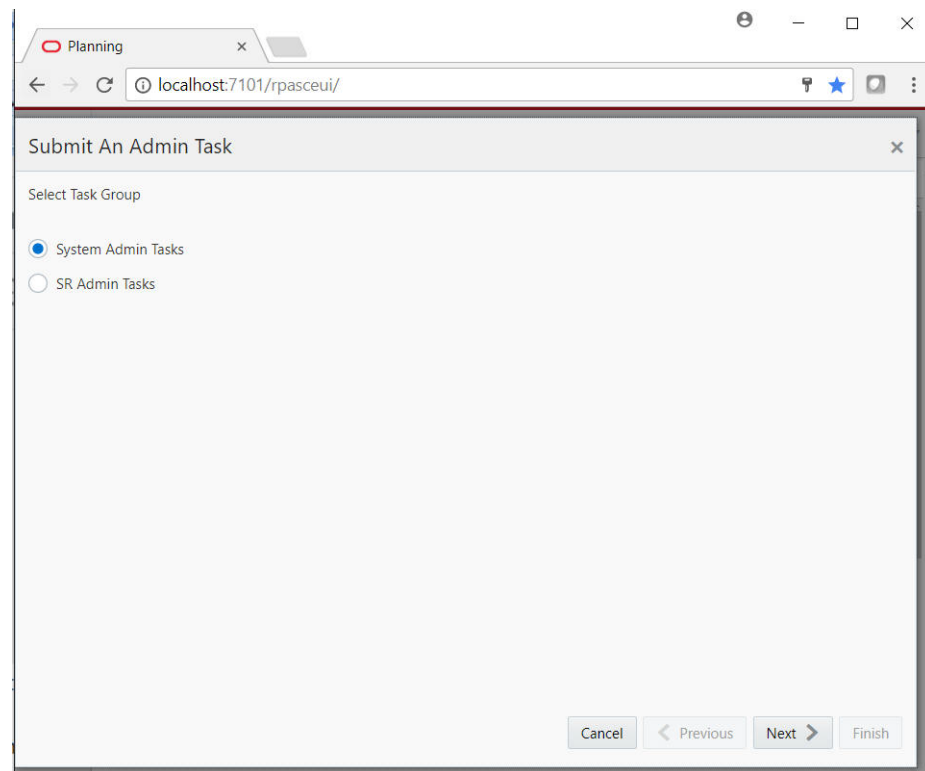 Planning
localhost:7101/rpasceui/
Submit An Admin Task
Select Task Group
System Admin Tasks
SR Admin Tasks
Cancel Previous Next Finish